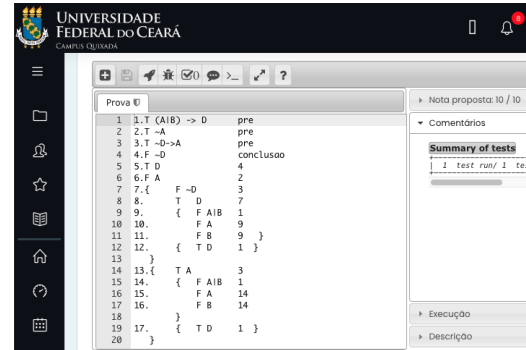 UNIVERSIDADE
FEDERAL DO CEARÁ
CAMPUS QUIXADÁ
8
0
?
Prova
Nota proposta: 10 / 10
Comentários
Summary of tests
| 1 test run/ 1 tes
Execução
Descrição
1 1.T (A|B) -> D pre
2 2.T ~A pre
3 3.T ~D->A pre
4 4.F ~D conclusao
5 5.T D 4
6 6.F A 2
7 7.{ F ~D 3
8 8. T D 7
9 9. { F A|B 1
10 10. F A 9
11 11. F B 9 }
12 12. { T D 1 }
13 }
14 13.{ T A 3
15 14. { F A|B 1
16 15. F A 14
17 16. F B 14
18 }
19 17. { T D 1 }
20 }